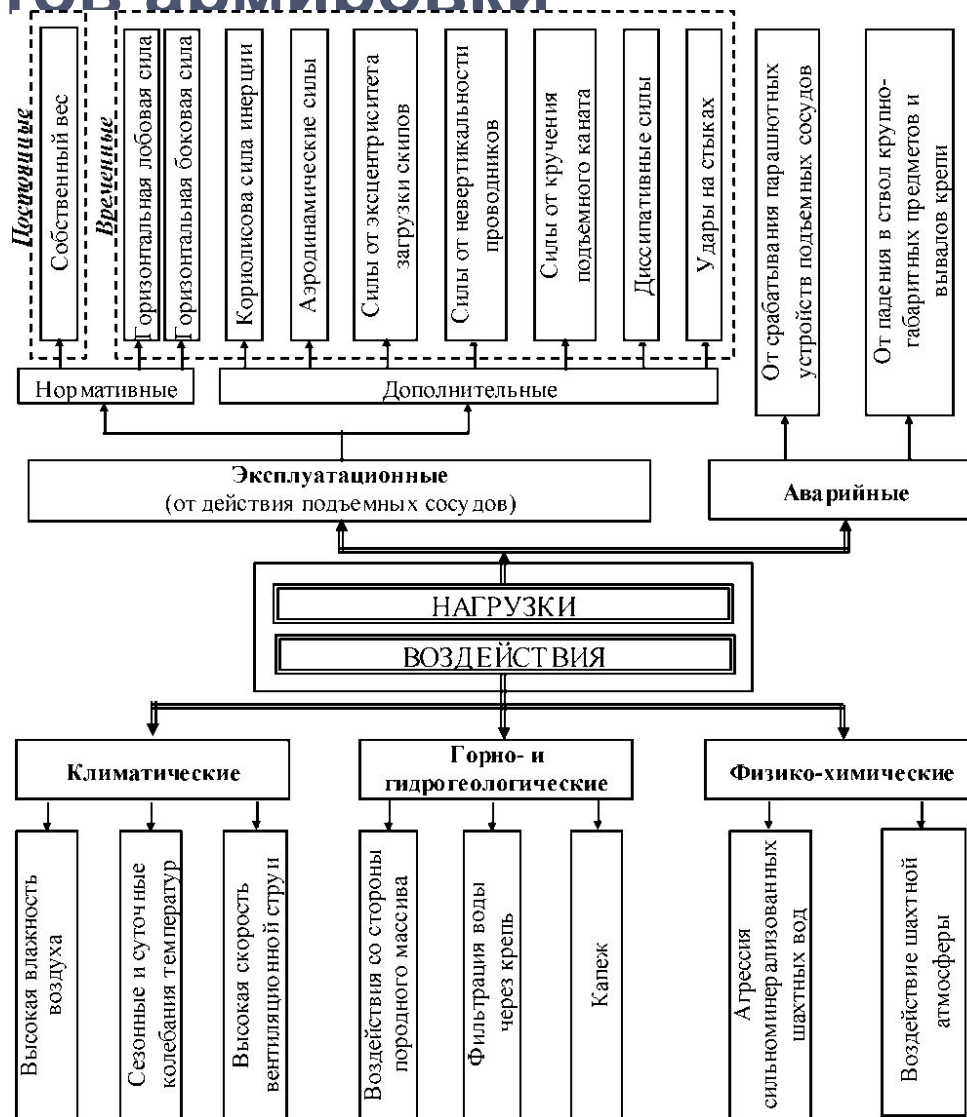 тов армировки
Постоянные
Собственный вес
Временные
Горизонтальная лобовая сила
Горизонтальная боковая сила
Кориолисова сила инерции
Аэродинамические силы
Силы от эксцентриситета
загрузки скипов
Силы от невертикальности
проводников
Силы от кручения
подъемного каната
Диссипативные силы
Удары на стыках
От срабатывания парашютных
устройств подъемных сосудов
От падения в ствол крупно-
габаритных предметов и
вывалов крепи
Нормативные
Дополнительные
Эксплуатационные
(от действия подъемных сосудов)
Аварийные
НАГРУЗКИ
ВОЗДЕЙСТВИЯ
Климатические
Горно- и
гидрогеологические
Физико-химические
Высокая влажность
воздуха
Сезонные и суточные
колебания температур
Высокая скорость
вентиляционной струи
Воздействия со стороны
породного массива
Фильтрация воды
через крепь
Капеж
Агрессия
сильноминерализованных
шахтных вод
Воздействие шахтной
атмосферы